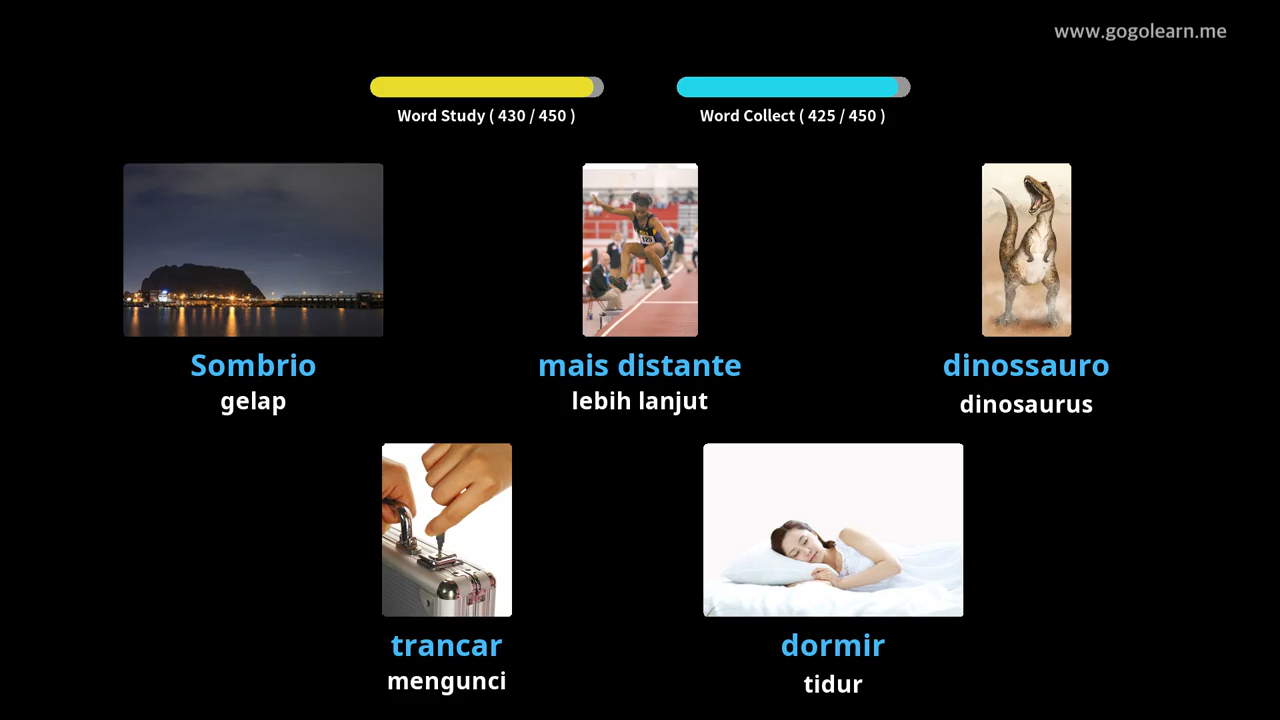 www.gogolearn.me
Word Study ( 430 / 450 )
Word Collect ( 425 / 450 )
Sombrio
gelap
mais distante
lebih lanjut
dinossauro
dinosaurus
trancar
mengunci
dormir
tidur